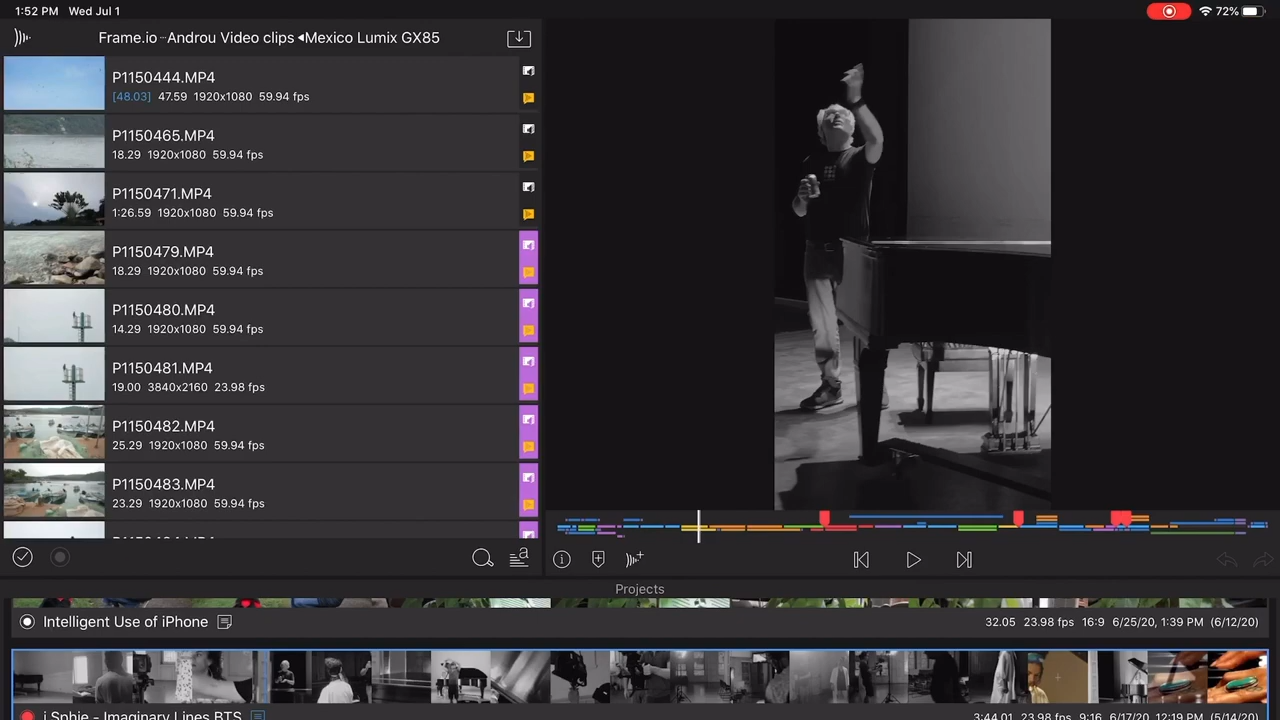 1:52 PM Wed Jul 1
72%
Frame.io Androu Video clips Mexico Lumix GX85
P1150444.MP4
[48.03] 47.59 1920x1080 59.94 fps
P1150465.MP4
18.29 1920x1080 59.94 fps
P1150471.MP4
1:26.59 1920x1080 59.94 fps
P1150479.MP4
18.29 1920x1080 59.94 fps
P1150480.MP4
14.29 1920x1080 59.94 fps
P1150481.MP4
19.00 3840x2160 23.98 fps
P1150482.MP4
25.29 1920x1080 59.94 fps
P1150483.MP4
23.29 1920x1080 59.94 fps
Projects
Intelligent Use of iPhone
32.05 23.98 fps 16:9 6/25/20, 1:39 PM (6/12/20)
i Sphie - Imaginary Lines BTS
3:44.01 23.98 fps 9:16 6/17/20, 12:19 PM (5/14/20)